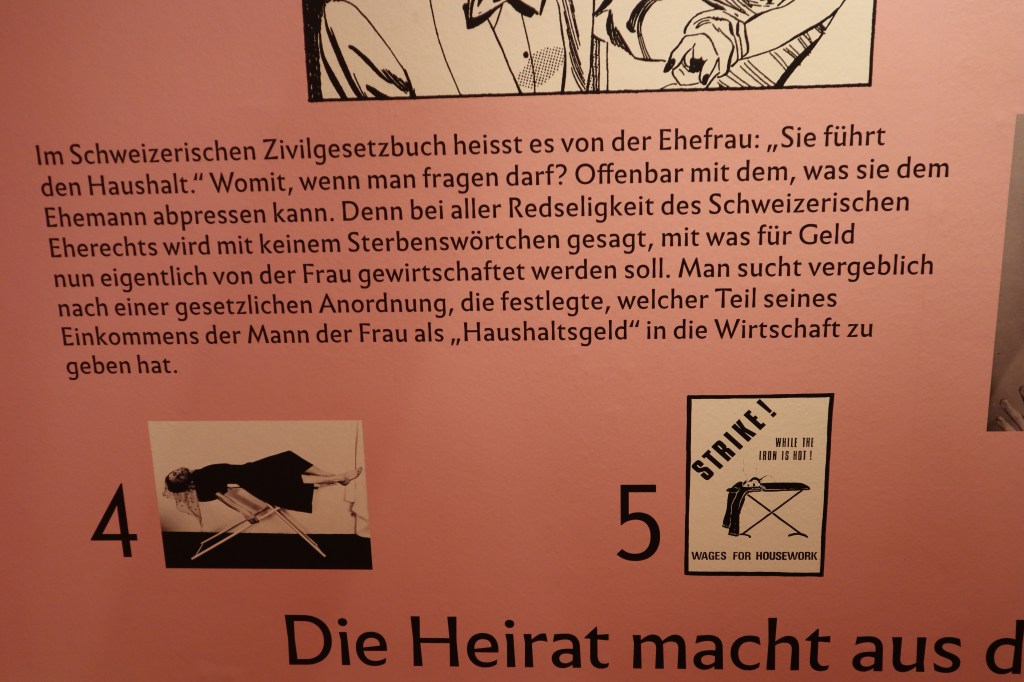 Im Schweizerischen Zivilgesetzbuch heisst es von der Ehefrau: „Sie führt
den Haushalt.“ Womit, wenn man fragen darf? Offenbar mit dem, was sie dem
Ehemann abpressen kann. Denn bei aller Redseligkeit des Schweizerischen
Eherechts wird mit keinem Sterbenswörtchen gesagt, mit was für Geld
nun eigentlich von der Frau gewirtschaftet werden soll. Man sucht vergeblich
nach einer gesetzlichen Anordnung, die festlegte, welcher Teil seines
Einkommens der Mann der Frau als „Haushaltsgeld“ in die Wirtschaft zu
geben hat.
4
5
STRIKE!
WHILE THE
IRON IS HOT!
WAGES FOR HOUSEWORK
Die Heirat macht aus d